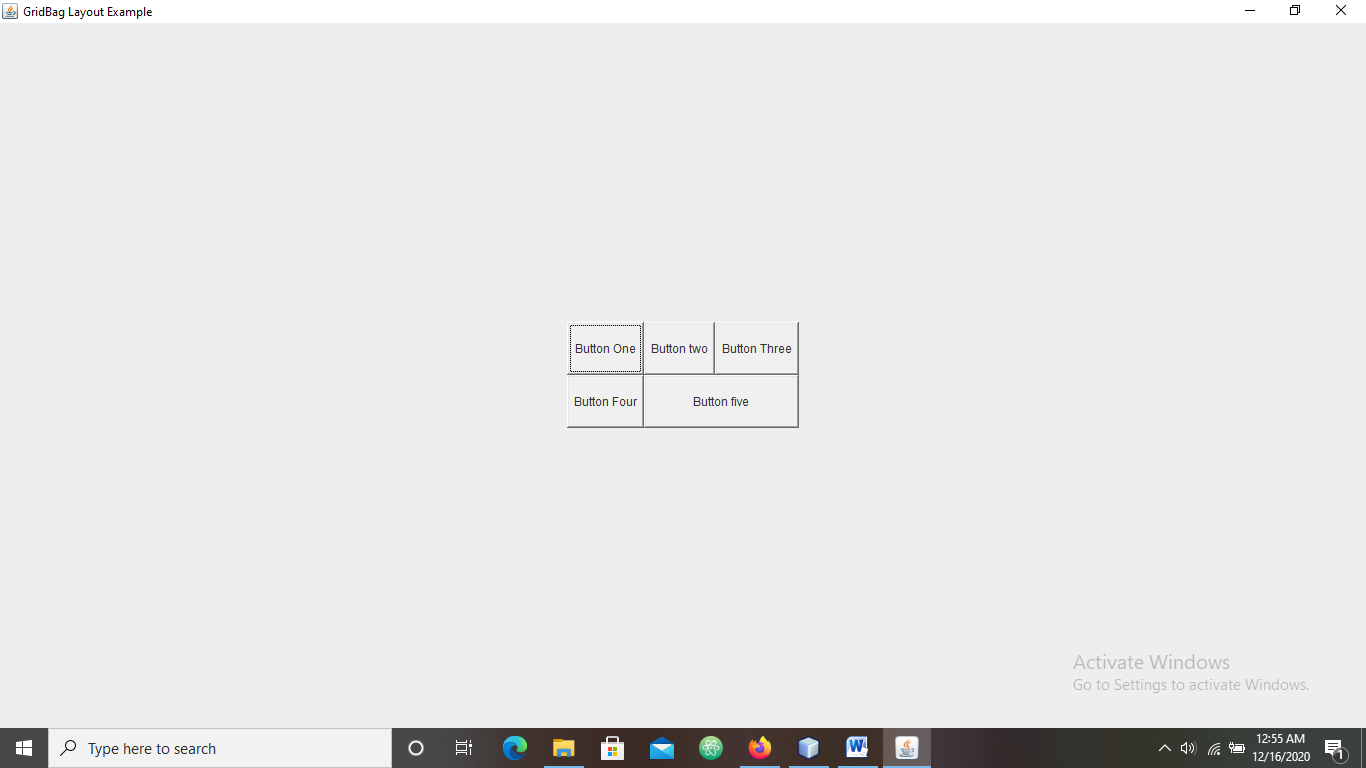 GridBag Layout Example
Button One Button two Button Three
Button Four Button five
Activate Windows
Go to Settings to activate Windows.
Type here to search
12:55 AM
12/16/2020
1